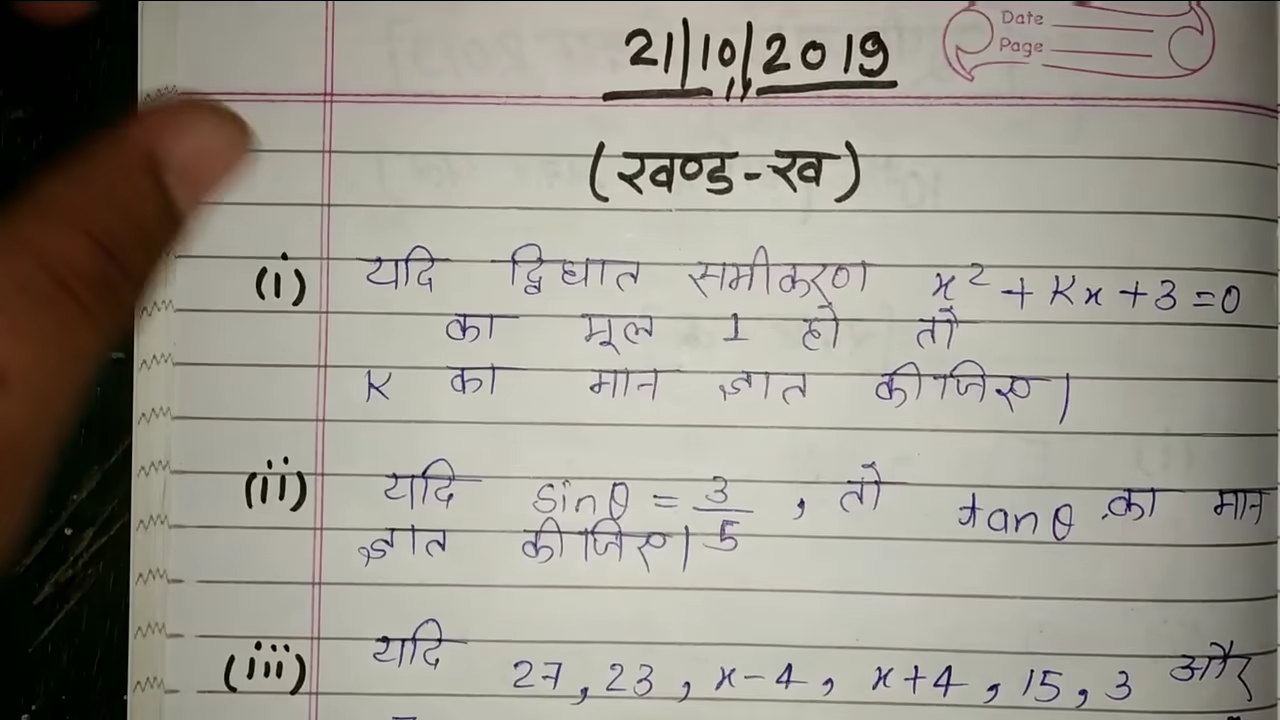 Date
Page
21/10/2019
(खण्ड-ख)
(i) यदि द्विघात समीकरण x² + Kx + 3 = 0
का मूल 1 हो तो
K का मान ज्ञात कीजिए।
(ii) यदि sinθ = 3/5 , तो tanθ का मान
ज्ञात कीजिए।
(iii) यदि 27, 23, x-4, x+4, 15, 3 और